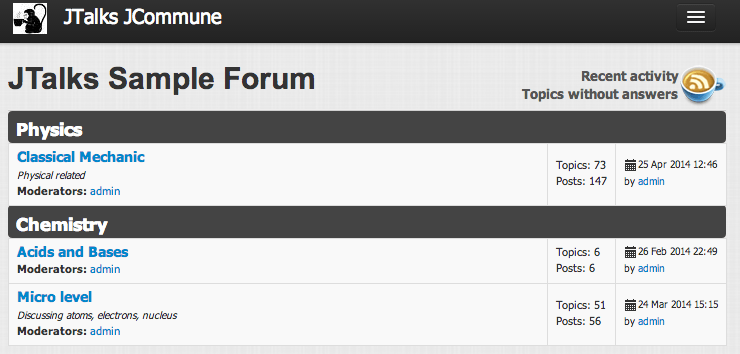 JTalks JCommune
JTalks Sample Forum
Recent activity
Topics without answers
Physics
Classical Mechanic
Physical related
Moderators: admin
Topics: 73
Posts: 147
25 Apr 2014 12:46
by admin
Chemistry
Acids and Bases
Moderators: admin
Topics: 6
Posts: 6
26 Feb 2014 22:49
by admin
Micro level
Discussing atoms, electrons, nucleus
Moderators: admin
Topics: 51
Posts: 56
24 Mar 2014 15:15
by admin